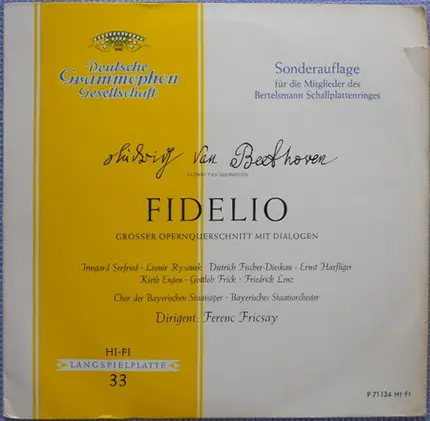 Deutsche
Grammophon
Gesellschaft
Sonderauflage
für die Mitglieder des
Bertelsmann Schallplattenringes
Ludwig van Beethoven
LUDWIG VAN BEETHOVEN
FIDELIO
GROSSER OPERNQUERSCHNITT MIT DIALOGEN
Irmgard Seefried · Leonie Rysanek · Dietrich Fischer-Dieskau · Ernst Haefliger
Kieth Engen · Gottlob Frick · Friedrich Lenz
Chor der Bayerischen Staatsoper · Bayerisches Staatsorchester
Dirigent: Ferenc Fricsay
HI-FI
LANGSPIELPLATTE
33
P 71134 HI-FI